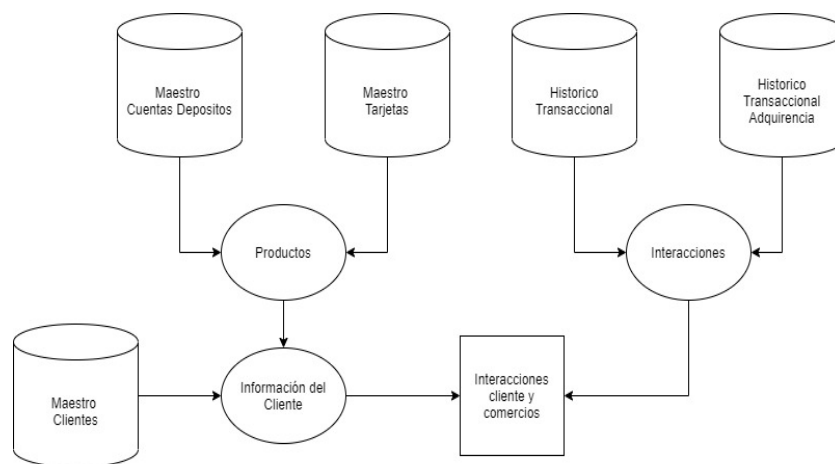 Maestro
Cuentas Depositos
Maestro
Tarjetas
Historico
Transaccional
Historico
Transaccional
Adquirencia
Productos
Interacciones
Maestro
Clientes
Información del
Cliente
Interacciones
cliente y
comercios